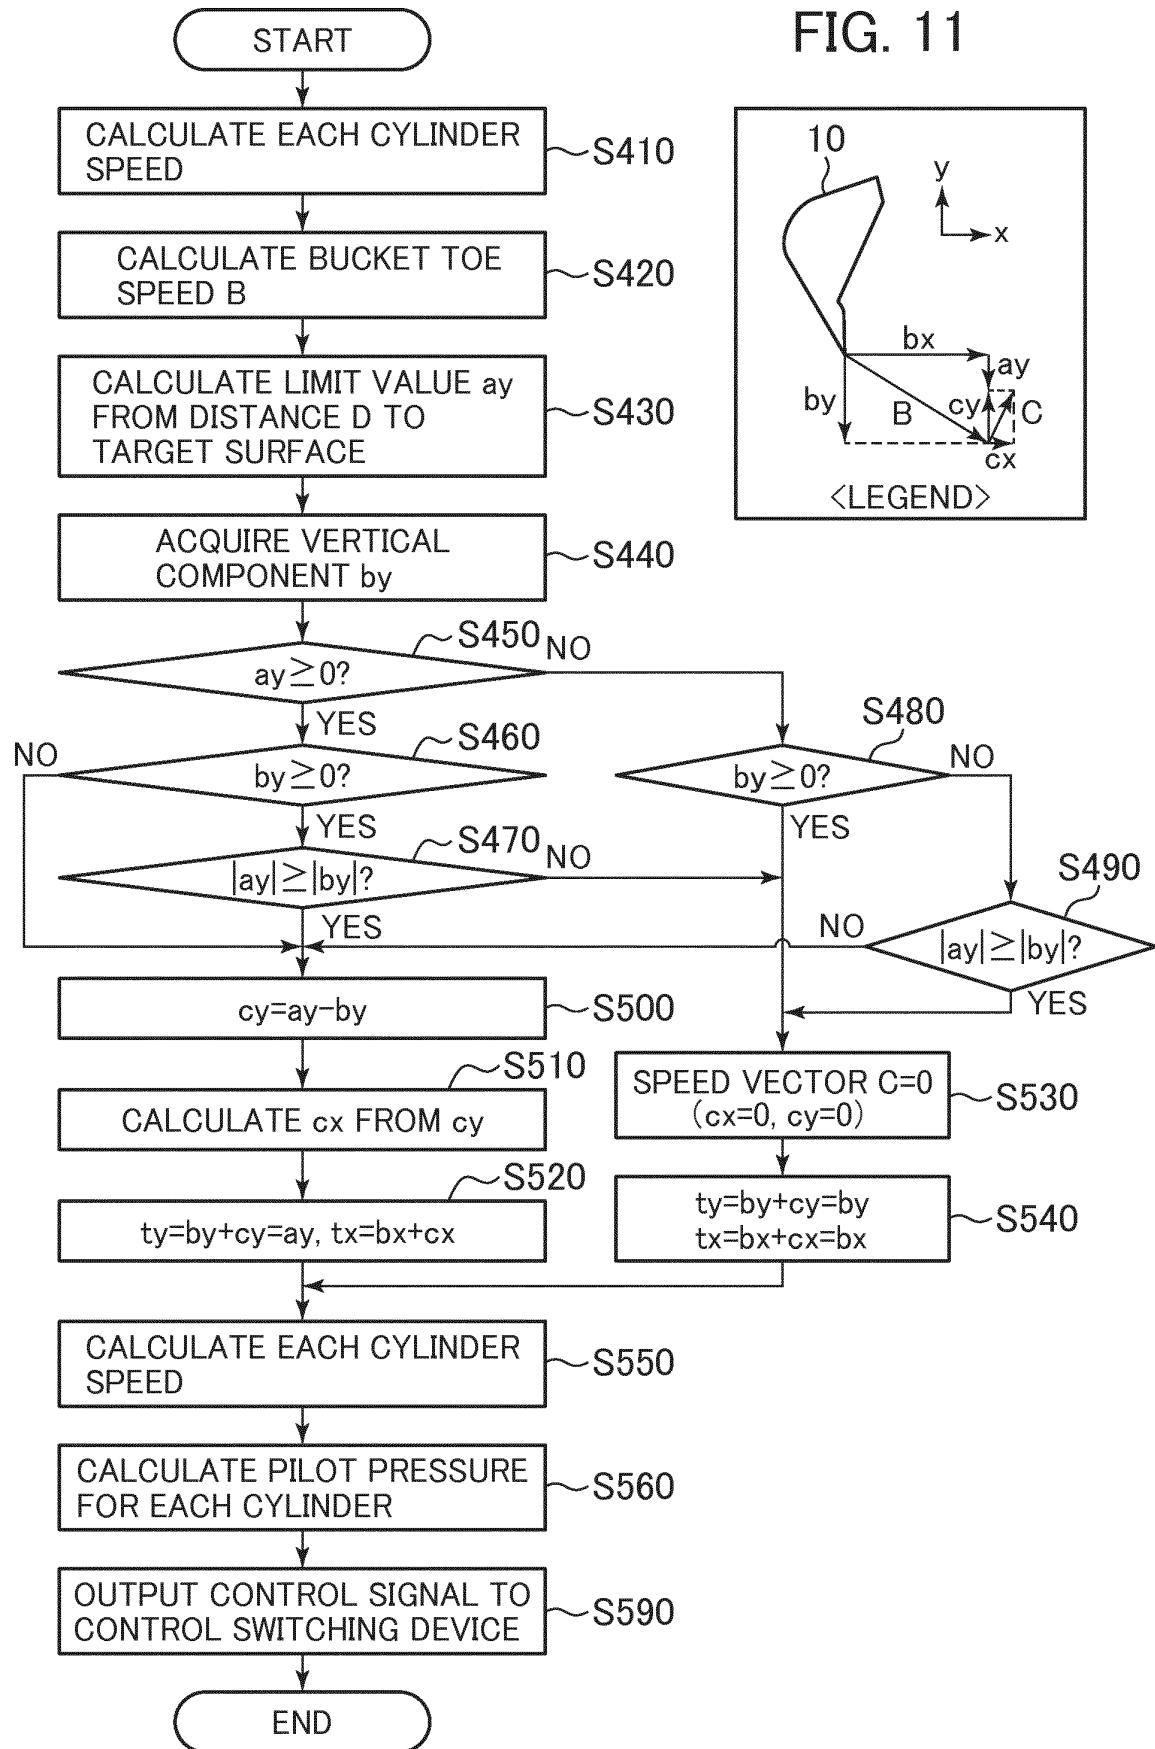 FIG. 11
START
CALCULATE EACH CYLINDER
SPEED
S410
CALCULATE BUCKET TOE
SPEED B
S420
CALCULATE LIMIT VALUE ay
FROM DISTANCE D TO
TARGET SURFACE
S430
ACQUIRE VERTICAL
COMPONENT by
S440
10
y
x
bx
ay
by
B
cy
C
cx
<LEGEND>
S450
NO
ay≥0?
YES
S460
NO
by≥0?
YES
S470
NO
|ay|≥|by|?
YES
S480
NO
by≥0?
YES
S490
NO
|ay|≥|by|?
YES
cy=ay-by
S500
S510
CALCULATE cx FROM cy
S520
ty=by+cy=ay, tx=bx+cx
SPEED VECTOR C=0
(cx=0, cy=0)
S530
ty=by+cy=by
tx=bx+cx=bx
S540
CALCULATE EACH CYLINDER
SPEED
S550
CALCULATE PILOT PRESSURE
FOR EACH CYLINDER
S560
OUTPUT CONTROL SIGNAL TO
CONTROL SWITCHING DEVICE
S590
END